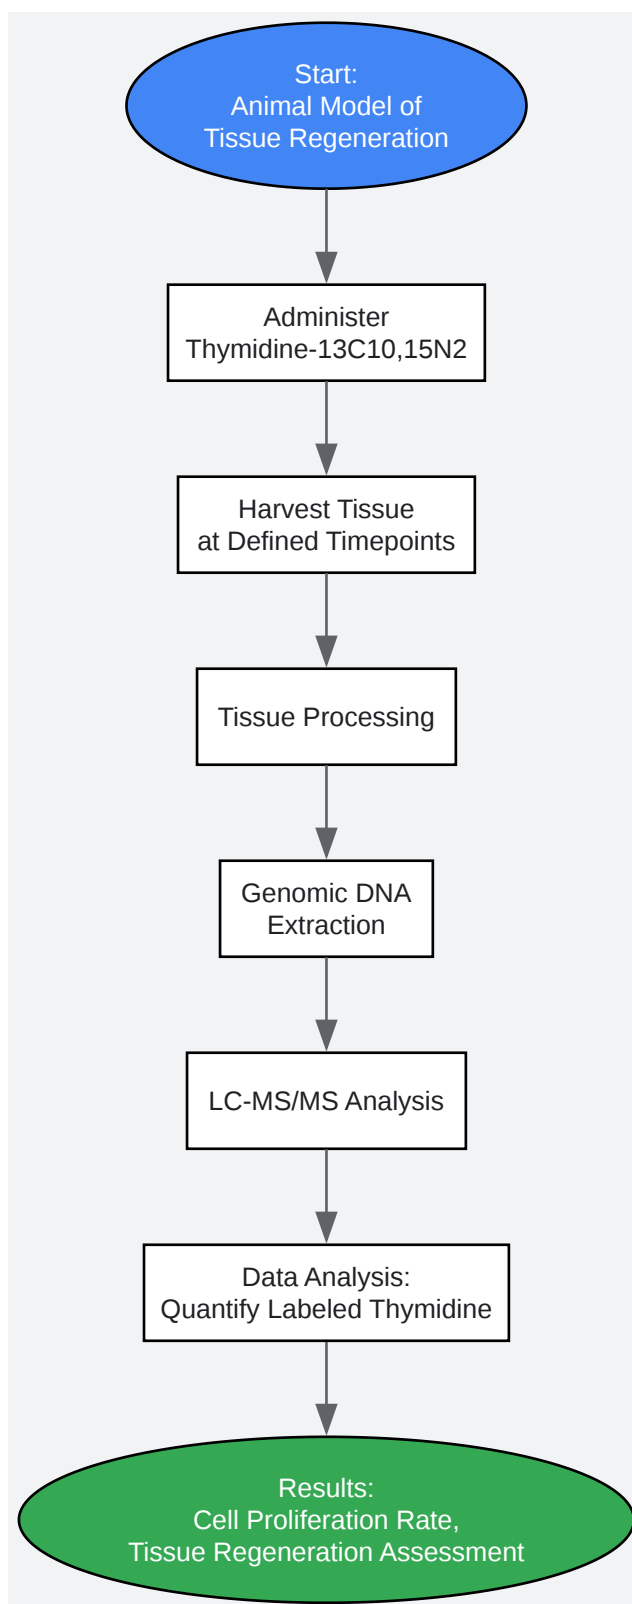 Start:
Animal Model of
Tissue Regeneration
Administer
Thymidine-13C10,15N2
Harvest Tissue
at Defined Timepoints
Tissue Processing
Genomic DNA
Extraction
LC-MS/MS Analysis
Data Analysis:
Quantify Labeled Thymidine
Results:
Cell Proliferation Rate,
Tissue Regeneration Assessment